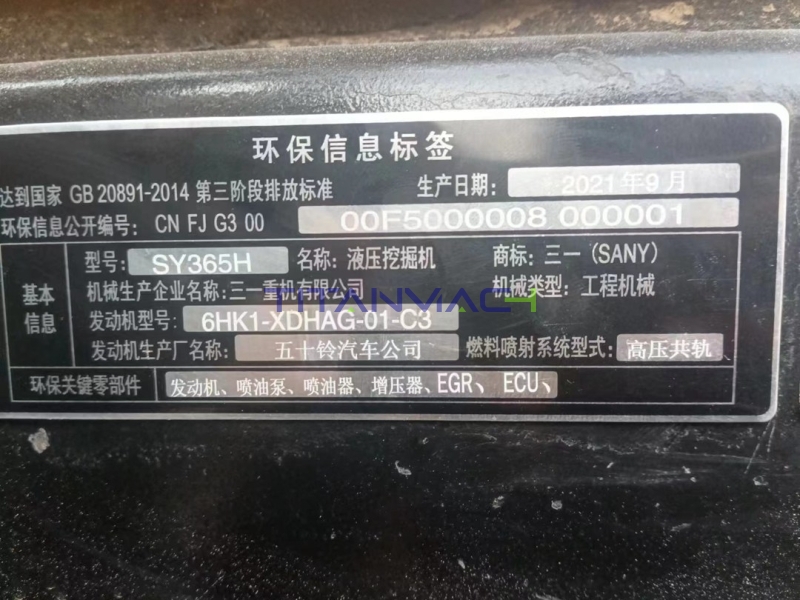 环保信息标签
达到国家 GB 20891-2014 第三阶段排放标准 生产日期: 2021年9月
环保信息公开编号: CN FJ G3 00 00F5000008 000001
基本信息
型号: SY365H 名称: 液压挖掘机 商标: 三一 (SANY)
机械生产企业名称: 三一重机有限公司 机械类型: 工程机械
TITANMACH
发动机型号: 6HK1-XDHAG-01-C3
发动机生产厂名称: 五十铃汽车公司 燃料喷射系统型式: 高压共轨
环保关键零部件 发动机、喷油泵、喷油器、增压器、EGR、ECU、